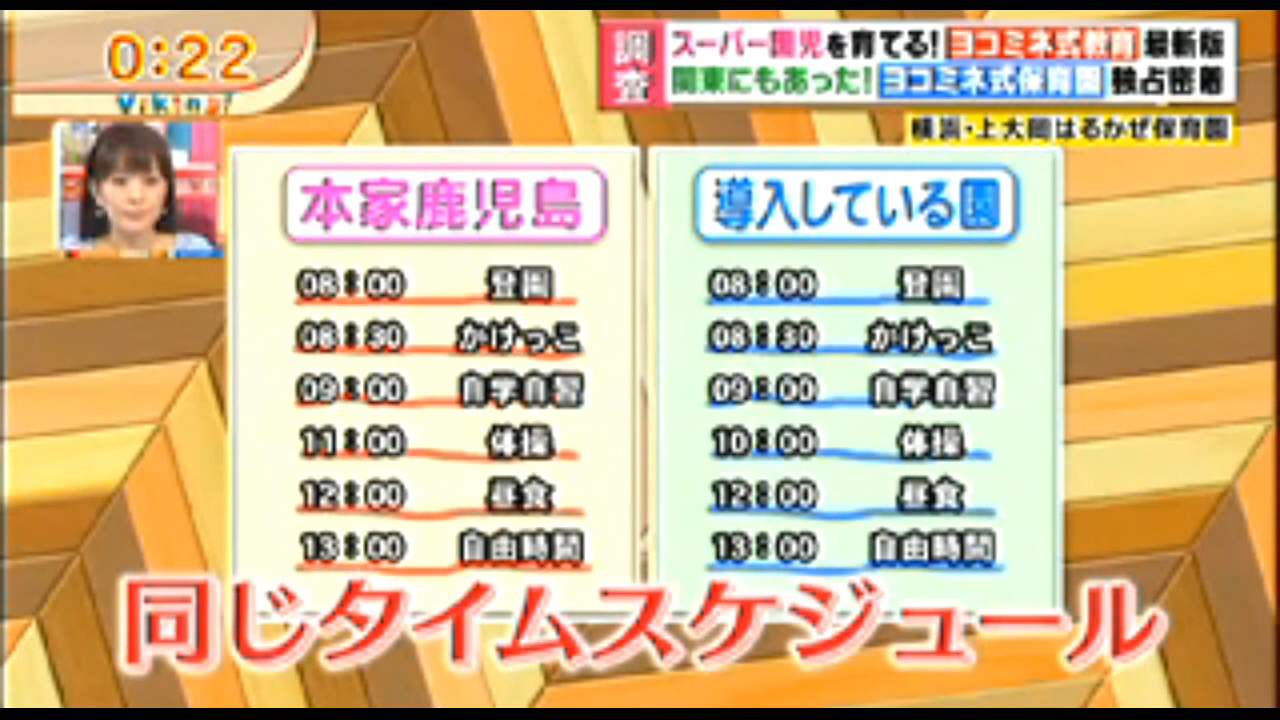 0:22
Viking!
調査
スーパー園児を育てる! ヨコミネ式教育 最新版
関東にもあった! ヨコミネ式保育園 独占密着
横浜・上大岡はるかぜ保育園
本家鹿児島
08:00 登園
08:30 かけっこ
09:00 自学自習
11:00 体操
12:00 昼食
13:00 自由時間
導入している園
08:00 登園
08:30 かけっこ
09:00 自学自習
10:00 体操
12:00 昼食
13:00 自由時間
同じタイムスケジュール